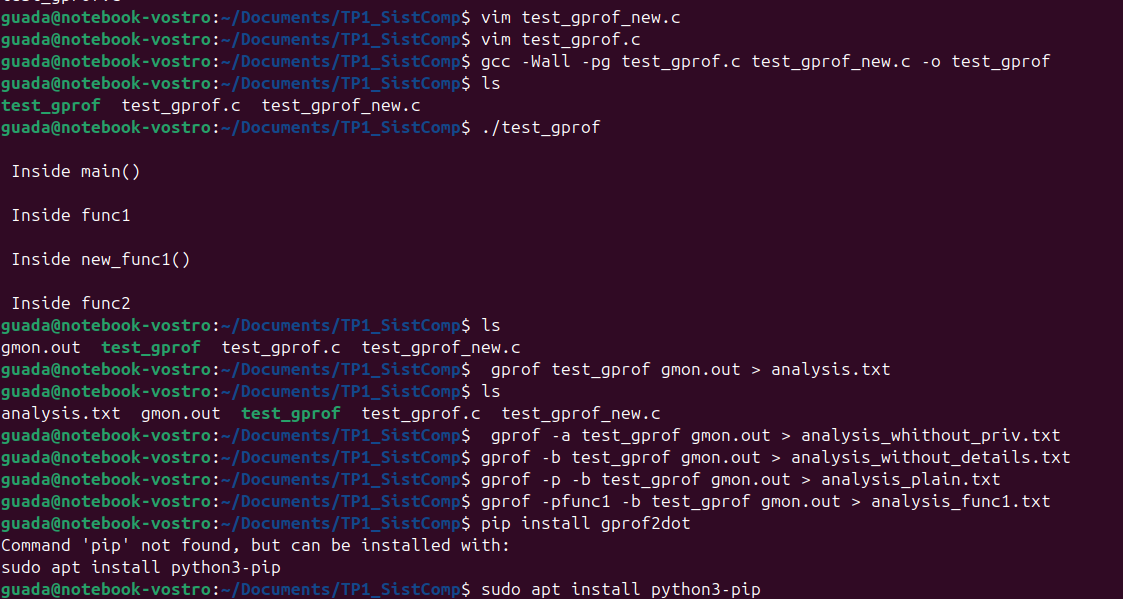 guada@notebook-vostro:~/Documents/TP1_SistComp$ vim test_gprof_new.c
guada@notebook-vostro:~/Documents/TP1_SistComp$ vim test_gprof.c
guada@notebook-vostro:~/Documents/TP1_SistComp$ gcc -Wall -pg test_gprof.c test_gprof_new.c -o test_gprof
guada@notebook-vostro:~/Documents/TP1_SistComp$ ls
test_gprof  test_gprof.c  test_gprof_new.c
guada@notebook-vostro:~/Documents/TP1_SistComp$ ./test_gprof
 Inside main()
 Inside func1
 Inside new_func1()
 Inside func2
guada@notebook-vostro:~/Documents/TP1_SistComp$ ls
gmon.out  test_gprof  test_gprof.c  test_gprof_new.c
guada@notebook-vostro:~/Documents/TP1_SistComp$  gprof test_gprof gmon.out > analysis.txt
guada@notebook-vostro:~/Documents/TP1_SistComp$ ls
analysis.txt  gmon.out  test_gprof  test_gprof.c  test_gprof_new.c
guada@notebook-vostro:~/Documents/TP1_SistComp$  gprof -a test_gprof gmon.out > analysis_whithout_priv.txt
guada@notebook-vostro:~/Documents/TP1_SistComp$ gprof -b test_gprof gmon.out > analysis_without_details.txt
guada@notebook-vostro:~/Documents/TP1_SistComp$ gprof -p -b test_gprof gmon.out > analysis_plain.txt
guada@notebook-vostro:~/Documents/TP1_SistComp$ gprof -pfunc1 -b test_gprof gmon.out > analysis_func1.txt
guada@notebook-vostro:~/Documents/TP1_SistComp$ pip install gprof2dot
Command 'pip' not found, but can be installed with:
sudo apt install python3-pip
guada@notebook-vostro:~/Documents/TP1_SistComp$ sudo apt install python3-pip